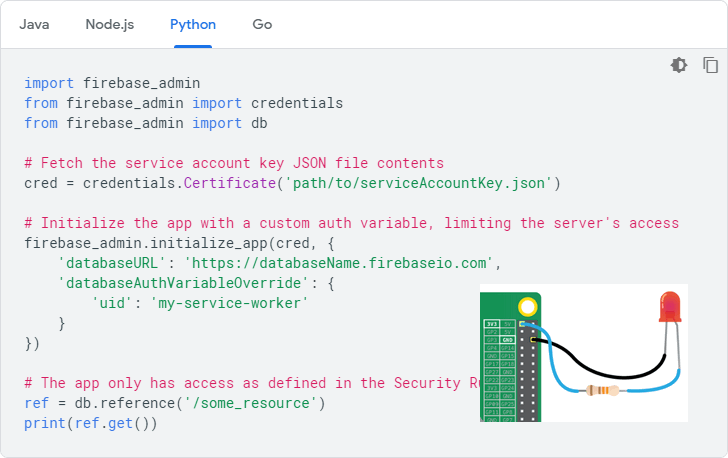 Java Node.js Python Go
import firebase_admin
from firebase_admin import credentials
from firebase_admin import db
# Fetch the service account key JSON file contents
cred = credentials.Certificate('path/to/serviceAccountKey.json')
# Initialize the app with a custom auth variable, limiting the server's access
firebase_admin.initialize_app(cred, {
    'databaseURL': 'https://databaseName.firebaseio.com',
    'databaseAuthVariableOverride': {
        'uid': 'my-service-worker'
    }
})
# The app only has access as defined in the Security
ref = db.reference('/some_resource')
print(ref.get())
3V3 5V
GND